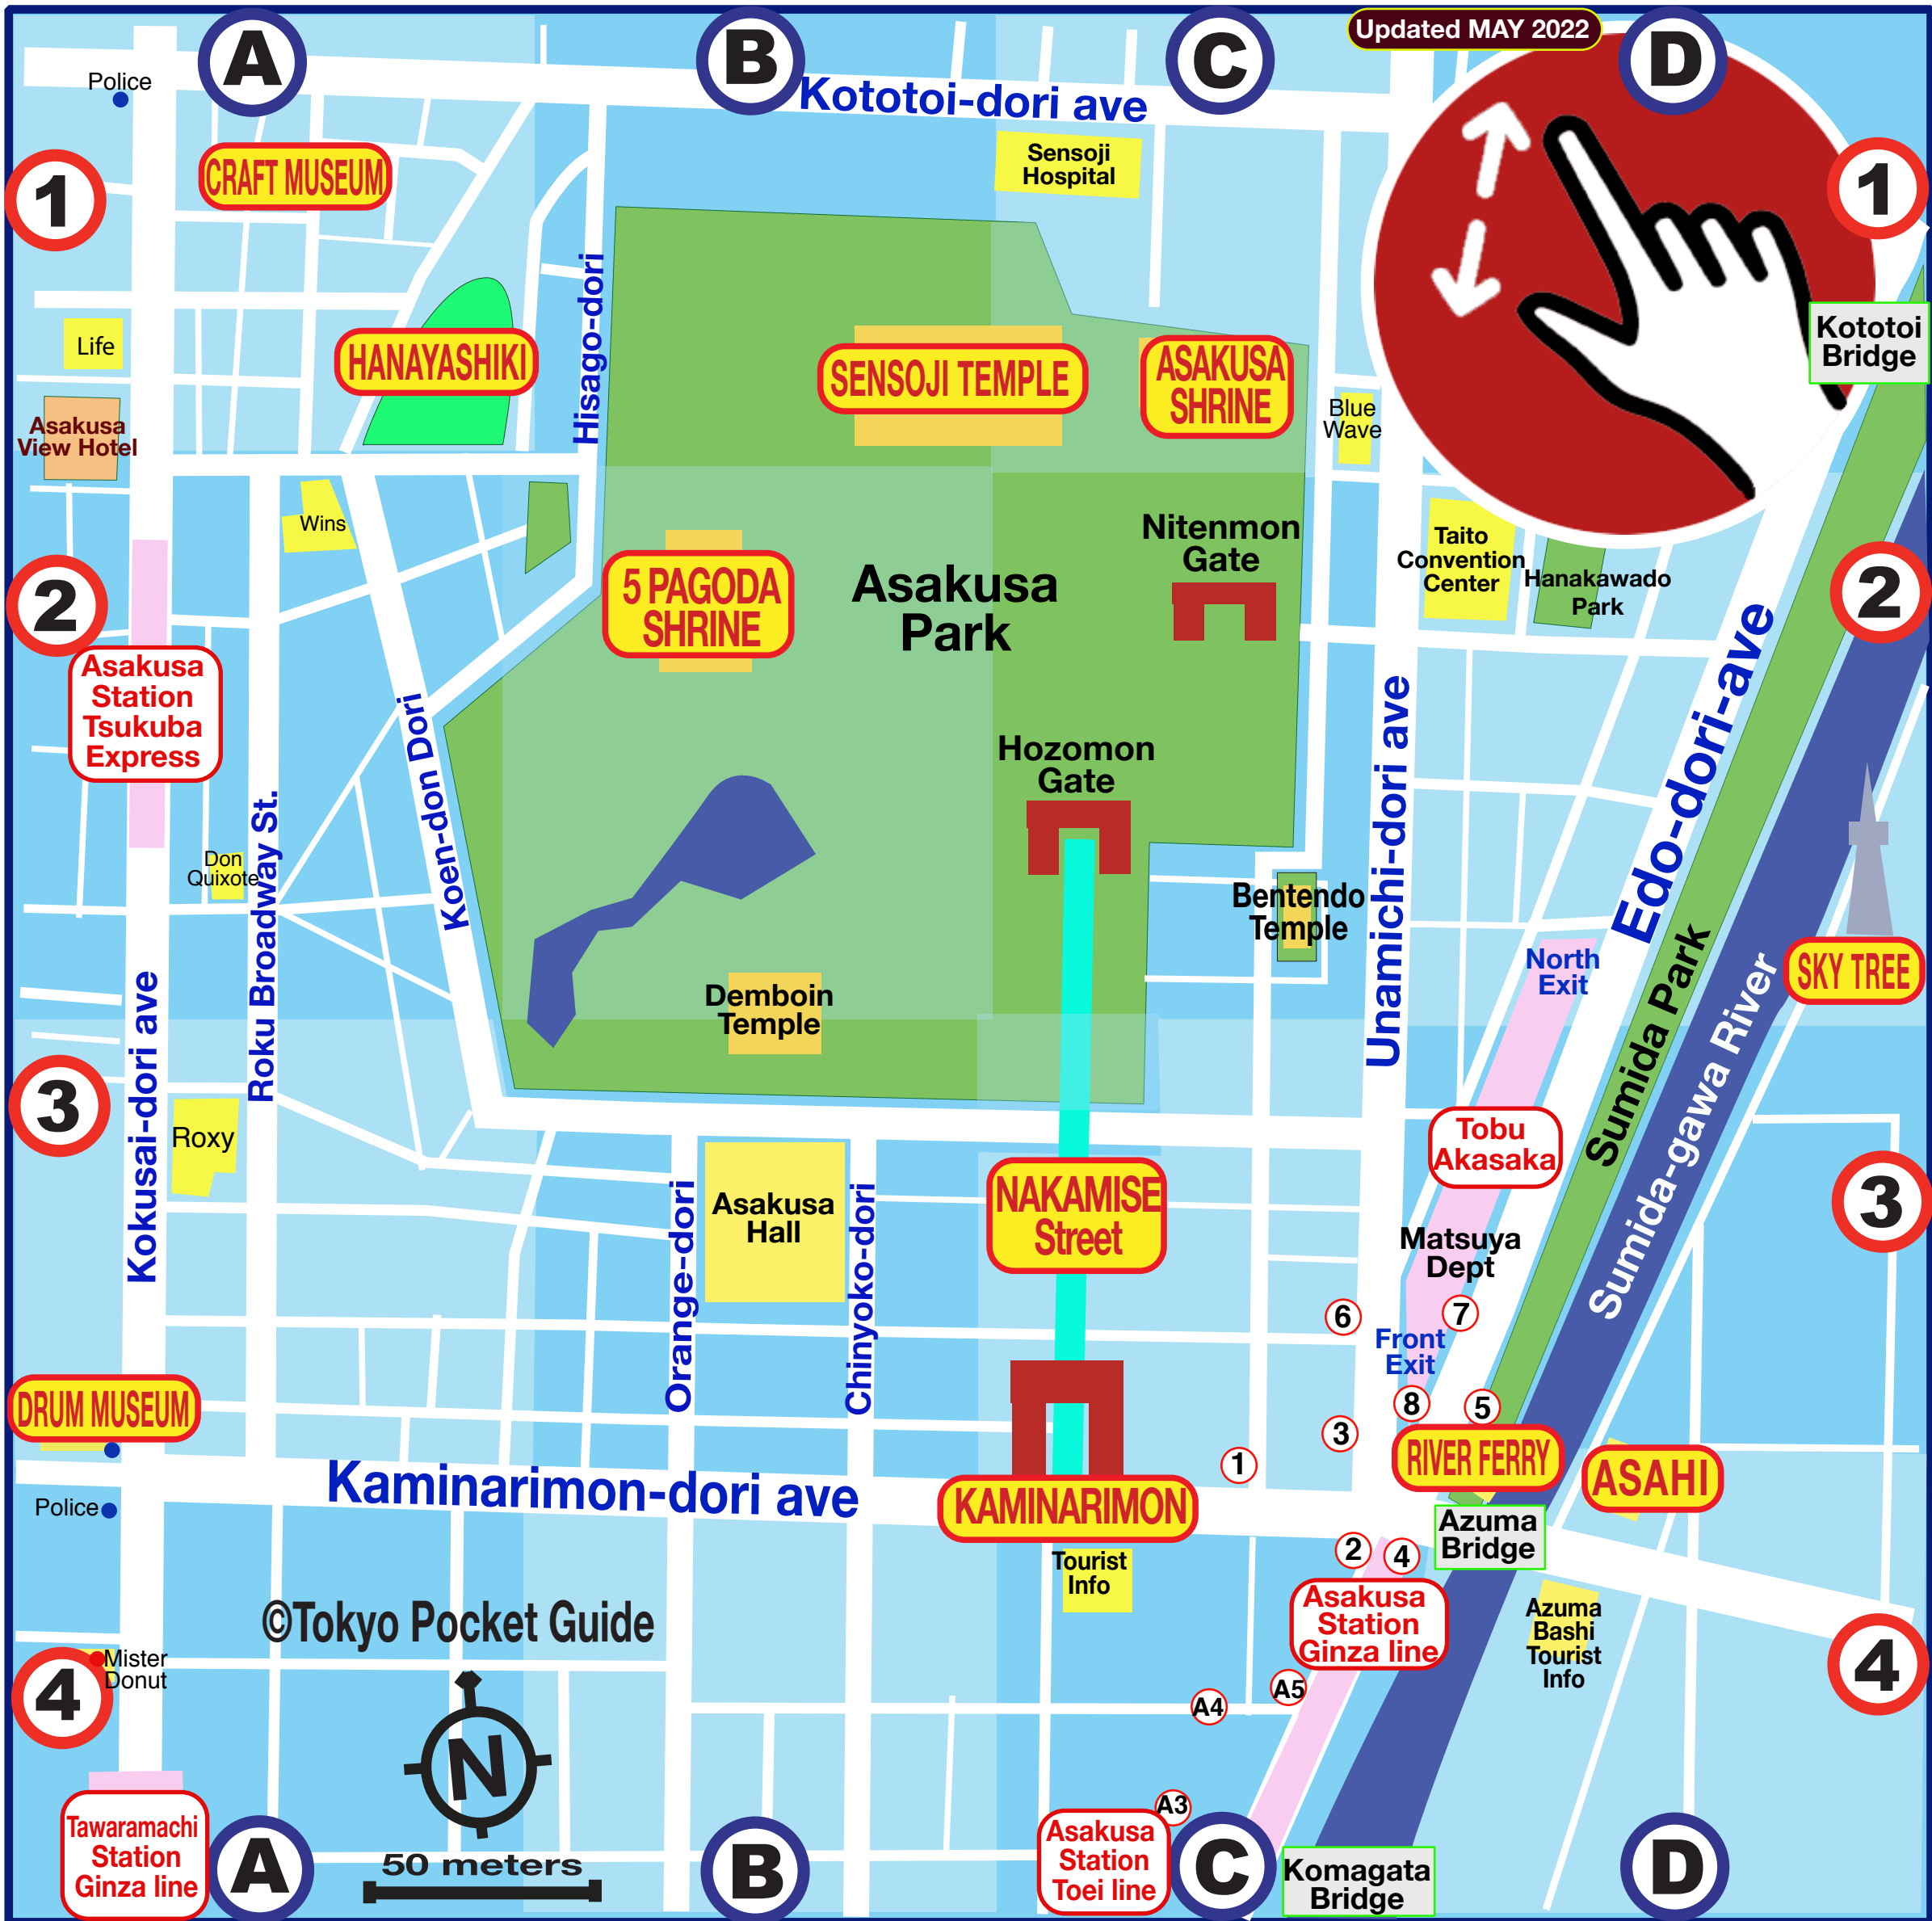 A
B
C
Updated MAY 2022
D
Police
Kototoi-dori ave
1
CRAFT MUSEUM
Sensoji
Hospital
1
Life
HANAYASHIKI
Hisago-dori
SENSOJI TEMPLE
ASAKUSA
SHRINE
Kototoi
Bridge
Asakusa
View Hotel
Blue
Wave
Wins
Nitenmon
Gate
Taito
Convention
Center
Hanakawado
Park
2
5 PAGODA
SHRINE
Asakusa
Park
2
Asakusa
Station
Tsukuba
Express
Koen-don Dori
Hozomon
Gate
Unamichi-dori ave
Edo-dori-ave
Don
Quixote
Roku Broadway St.
Bentendo
Temple
North
Exit
SKY TREE
Demboin
Temple
Kokusai-dori ave
Sumida Park
Sumida-gawa River
3
Roxy
Tobu
Akasaka
Asakusa
Hall
NAKAMISE
Street
3
Orange-dori
Chinyoko-dori
Matsuya
Dept
6
7
Front
Exit
DRUM MUSEUM
8
5
3
1
RIVER FERRY
ASAHI
Kaminarimon-dori ave
KAMINARIMON
Police
Azuma
Bridge
2
4
Tourist
Info
©Tokyo Pocket Guide
Asakusa
Station
Ginza line
Azuma
Bashi
Tourist
Info
Mister
Donut
4
4
A5
A4
N
A3
Tawaramachi
Station
Ginza line
A
50 meters
B
Asakusa
Station
Toei line
C
Komagata
Bridge
D